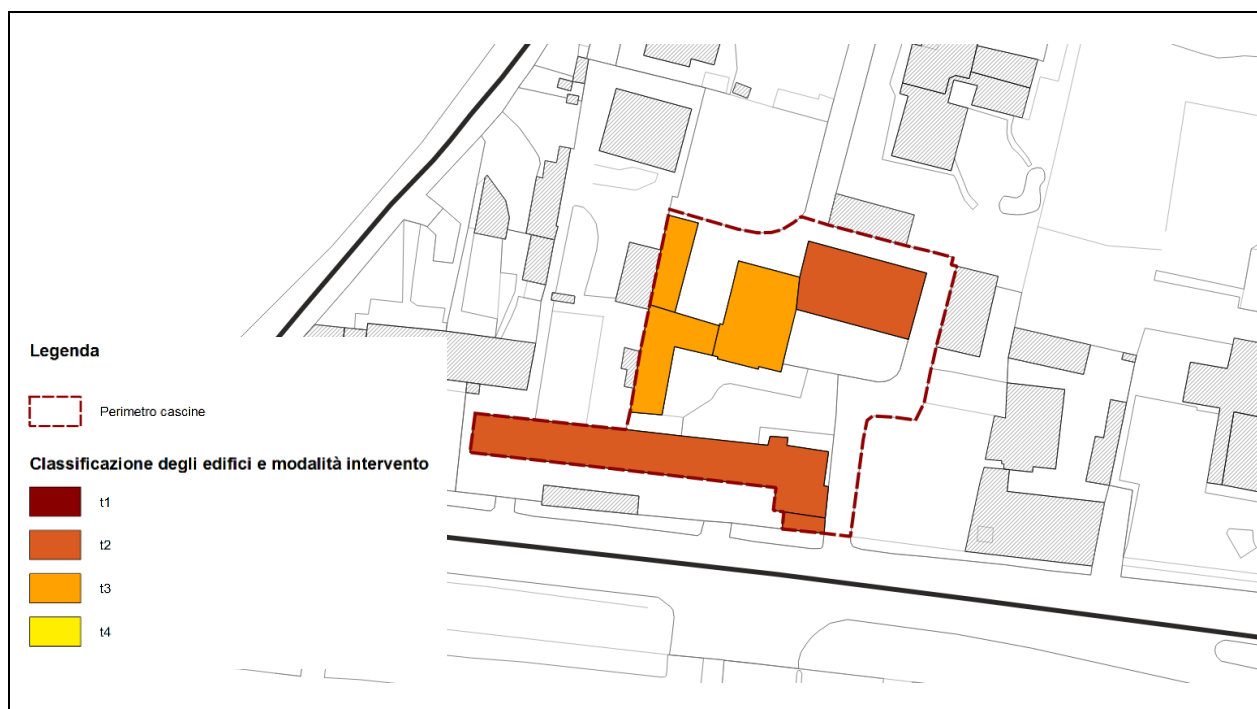 Legenda
Perimetro cascine
Classificazione degli edifici e modalità intervento
t1
t2
t3
t4